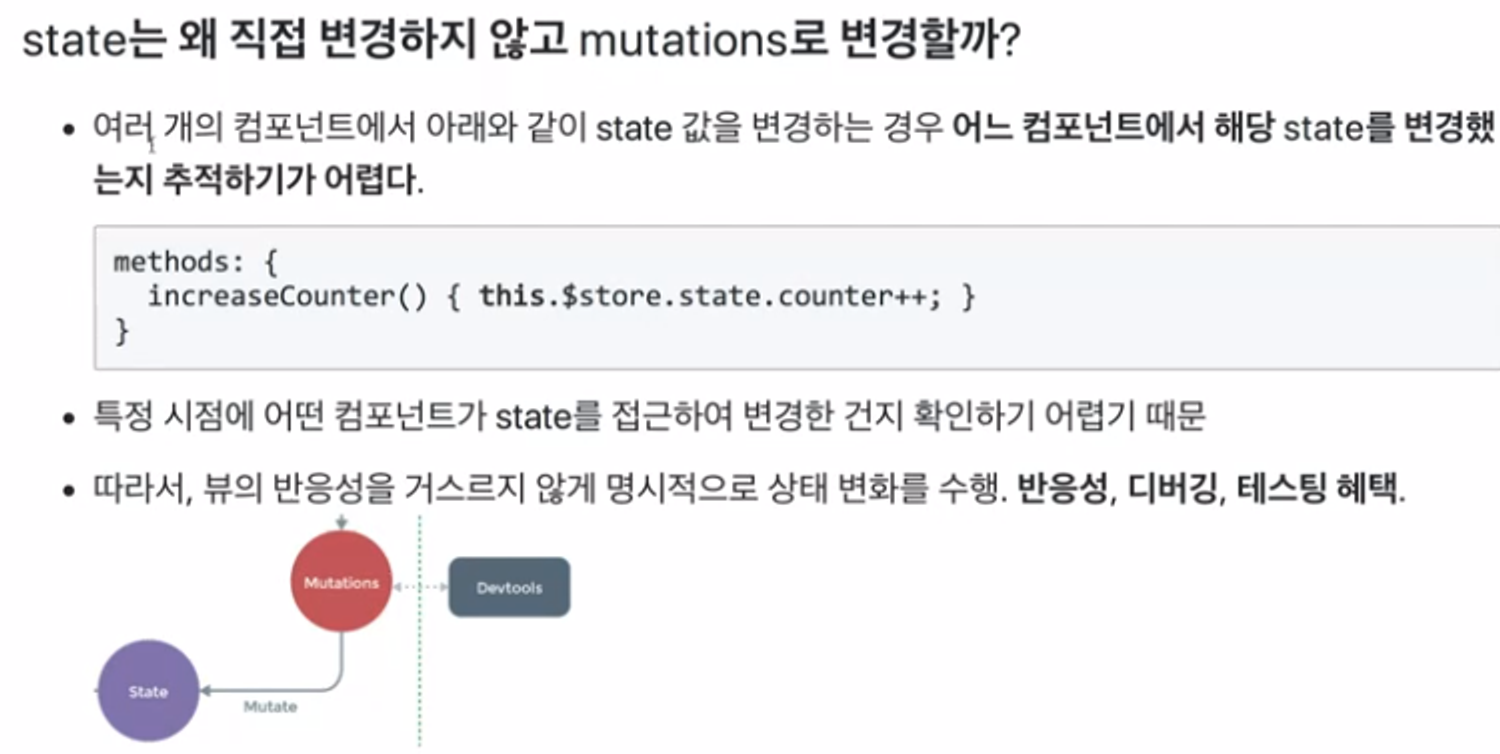 state는 왜 직접 변경하지 않고 mutations로 변경할까?
여러 개의 컴포넌트에서 아래와 같이 state 값을 변경하는 경우 어느 컴포넌트에서 해당 state를 변경했
는지 추적하기가 어렵다.
methods: {
increaseCounter() { this.$store.state.counter++; }
}
특정 시점에 어떤 컴포넌트가 state를 접근하여 변경한 건지 확인하기 어렵기 때문
따라서, 뷰의 반응성을 거스르지 않게 명시적으로 상태 변화를 수행. 반응성, 디버깅, 테스팅 혜택.
Mutations
Devtools
State
Mutate